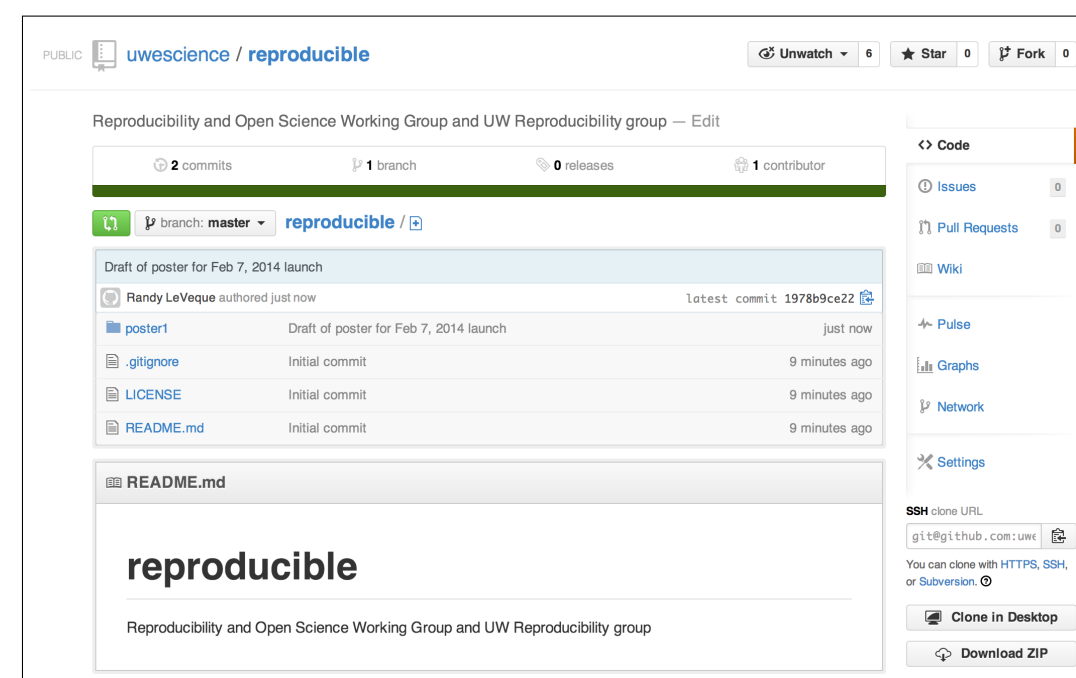 PUBLIC uwescience / reproducible Unwatch 6 Star 0 Fork 0
Reproducibility and Open Science Working Group and UW Reproducibility group — Edit
2 commits 1 branch 0 releases 1 contributor
branch: master reproducible /
Draft of poster for Feb 7, 2014 launch
Randy LeVeque authored just now latest commit 1978b9ce22
poster1 Draft of poster for Feb 7, 2014 launch just now
.gitignore Initial commit 9 minutes ago
LICENSE Initial commit 9 minutes ago
README.md Initial commit 9 minutes ago
README.md
reproducible
Reproducibility and Open Science Working Group and UW Reproducibility group
Code
Issues 0
Pull Requests 0
Wiki
Pulse
Graphs
Network
Settings
SSH clone URL
git@github.com:uwe
You can clone with HTTPS, SSH,
or Subversion.
Clone in Desktop
Download ZIP